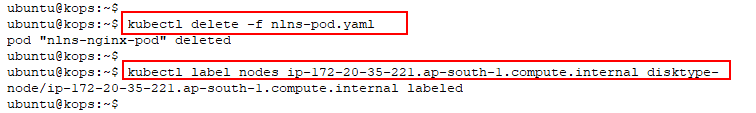 ubuntu@kops:~$
ubuntu@kops:~$ kubectl delete -f nlns-pod.yaml
pod "nlns-nginx-pod" deleted
ubuntu@kops:~$
ubuntu@kops:~$ kubectl label nodes ip-172-20-35-221.ap-south-1.compute.internal disktype-
node/ip-172-20-35-221.ap-south-1.compute.internal labeled
ubuntu@kops:~$